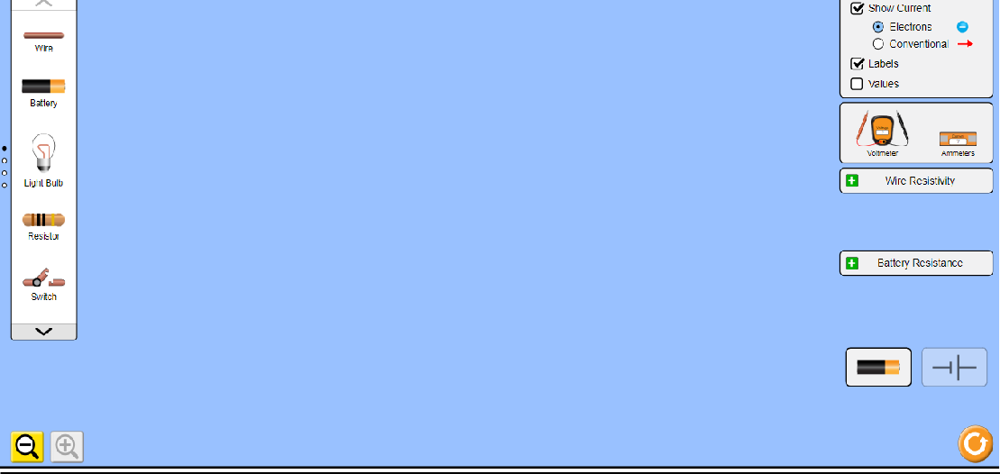 Wire
Battery
Light Bulb
Resistor
Switch
Show Current
Electrons
Conventional
Labels
Values
Voltmeter
Ammeters
Wire Resistivity
Battery Resistance